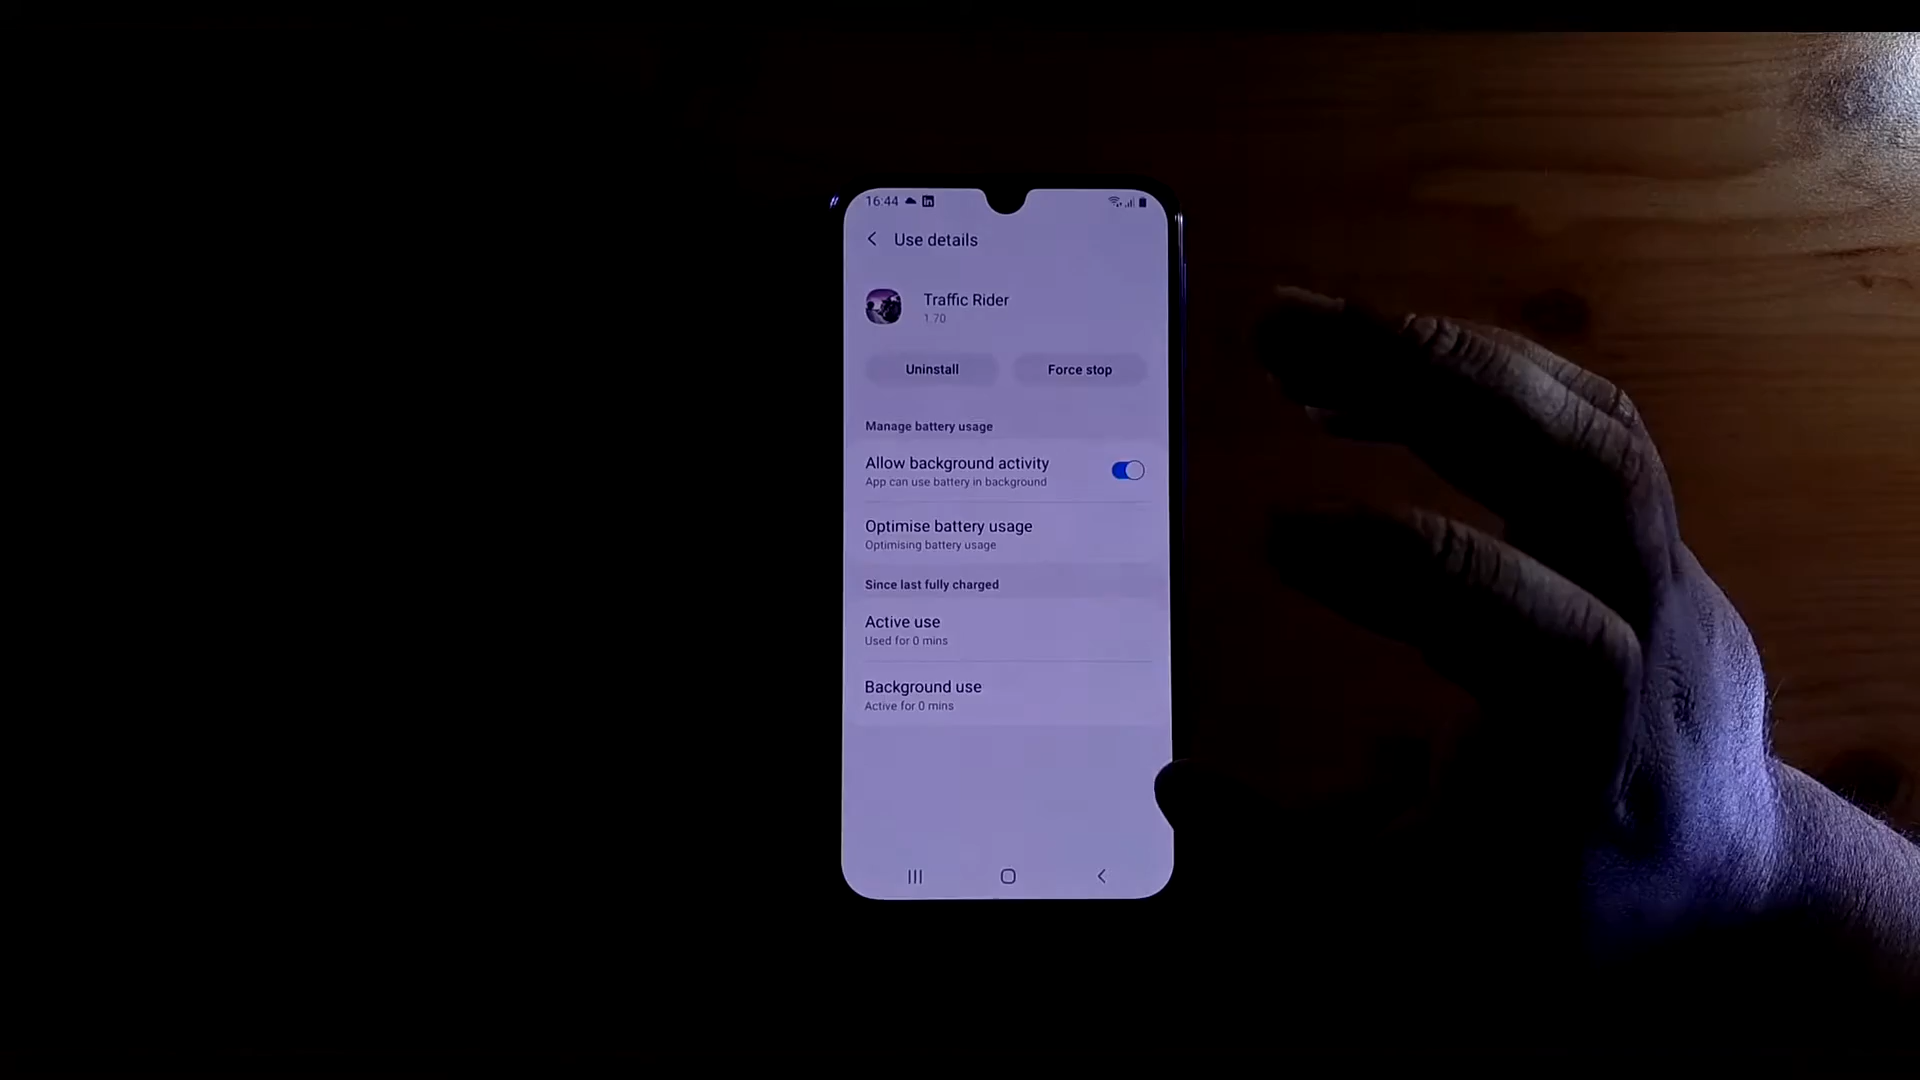 16:44
Use details
Traffic Rider
1.70
Uninstall
Force stop
Manage battery usage
Allow background activity
App can use battery in background
Optimise battery usage
Optimising battery usage
Since last fully charged
Active use
Used for 0 mins
Background use
Active for 0 mins